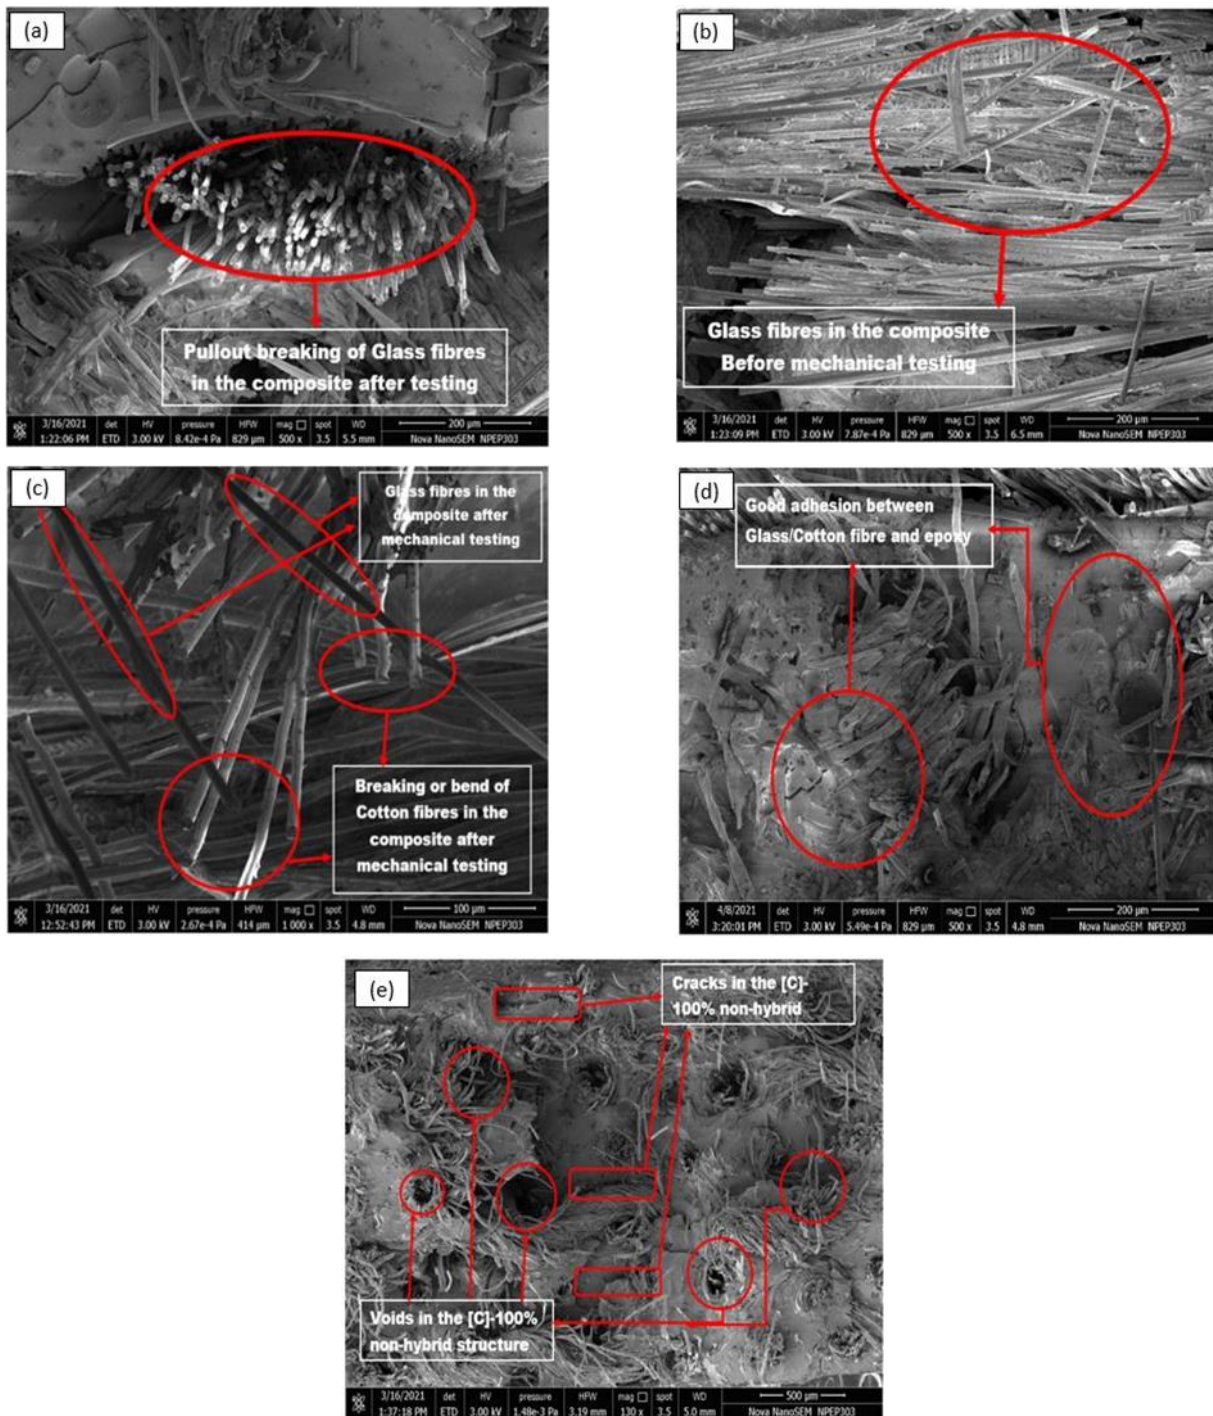 (a)
Pullout breaking of Glass fibres
in the composite after testing
3/16/2021 det HV pressure HFW mag □ spot WD 200 µm
1:22:06 PM ETD 3.00 kV 8.42e-4 Pa 829 µm 500 x 3.5 5.5 mm Nova NanoSEM NPEP303
(b)
Glass fibres in the composite
Before mechanical testing
3/16/2021 det HV pressure HFW mag □ spot WD 200 µm
1:23:09 PM ETD 3.00 kV 7.87e-4 Pa 829 µm 500 x 3.5 6.5 mm Nova NanoSEM NPEP303
(c)
Glass fibres in the
composite after
mechanical testing
Breaking or bend of
Cotton fibres in the
composite after
mechanical testing
3/16/2021 det HV pressure HFW mag □ spot WD 100 µm
12:52:43 PM ETD 3.00 kV 2.67e-4 Pa 414 µm 1 000 x 3.5 4.8 mm Nova NanoSEM NPEP303
(d)
Good adhesion between
Glass/Cotton fibre and epoxy
4/8/2021 det HV pressure HFW mag □ spot WD 200 µm
3:20:01 PM ETD 3.00 kV 5.49e-4 Pa 829 µm 500 x 3.5 4.8 mm Nova NanoSEM NPEP303
(e)
Cracks in the [C]-
100% non-hybrid
Voids in the [C]-100%
non-hybrid structure
3/16/2021 det HV pressure HFW mag □ spot WD 500 µm
1:37:18 PM ETD 3.00 kV 1.48e-3 Pa 3.19 mm 130 x 3.5 5.0 mm Nova NanoSEM NPEP303